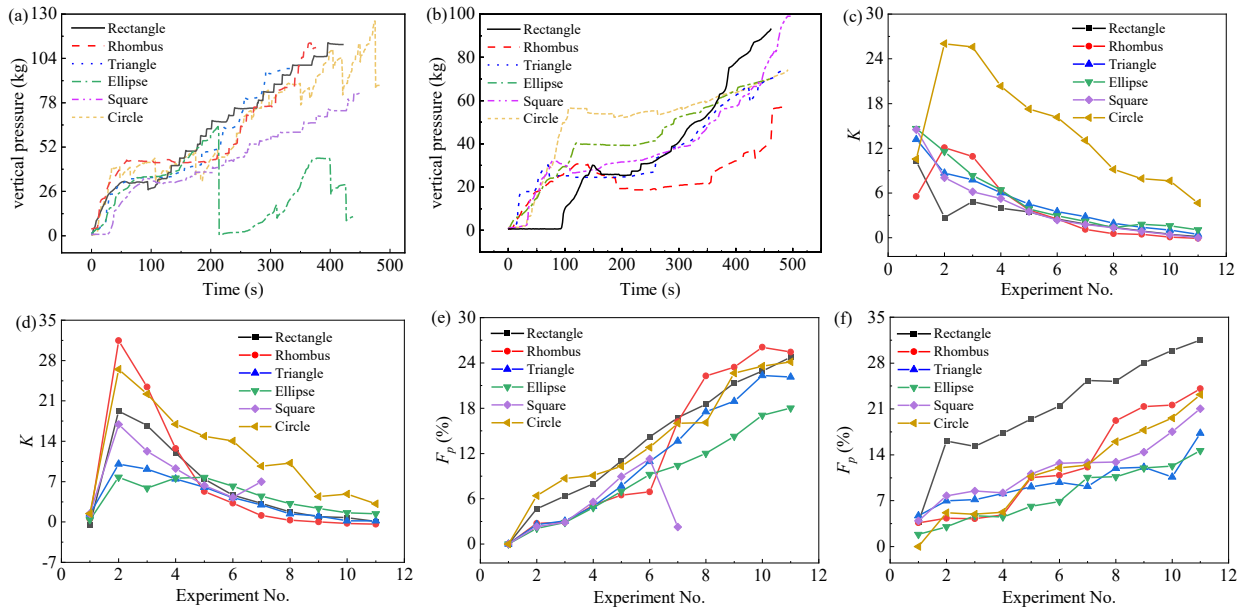 (a)
130
104
78
52
26
0
vertical pressure (kg)
Rectangle
Rhombus
Triangle
Ellipse
Square
Circle
0 100 200 300 400 500
Time (s)
(b)
100
80
60
40
20
0
vertical pressure (kg)
Rectangle
Rhombus
Triangle
Ellipse
Square
Circle
0 100 200 300 400 500
Time (s)
(c)
30
24
18
12
6
0
K
Rectangle
Rhombus
Triangle
Ellipse
Square
Circle
0 2 4 6 8 10 12
Experiment No.
(d)
35
28
21
14
7
0
-7
K
Rectangle
Rhombus
Triangle
Ellipse
Square
Circle
0 2 4 6 8 10 12
Experiment No.
(e)
30
24
18
12
6
0
Fp (%)
Rectangle
Rhombus
Triangle
Ellipse
Square
Circle
0 2 4 6 8 10 12
Experiment No.
(f)
35
28
21
14
7
0
Fp (%)
Rectangle
Rhombus
Triangle
Ellipse
Square
Circle
0 2 4 6 8 10 12
Experiment No.